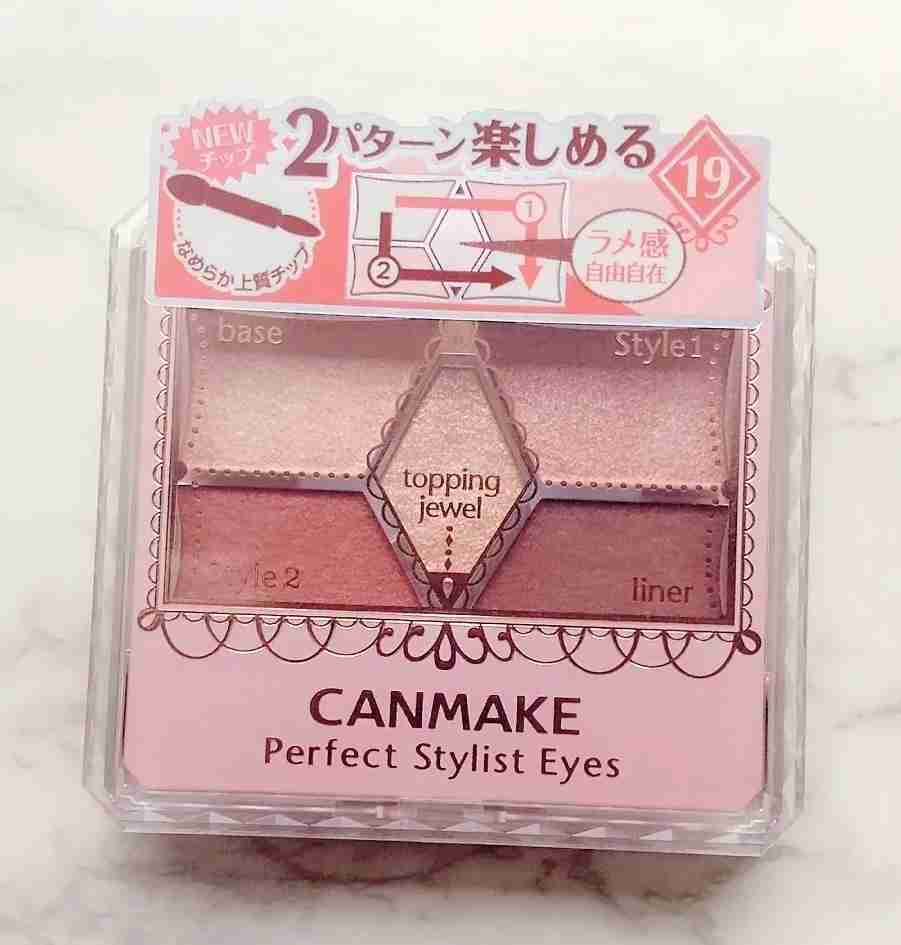 NEW
チップ
2パターン楽しめる
19
なめらか上質チップ
1
2
ラメ感
自由自在
base
Style1
topping
jewel
Style2
liner
CANMAKE
Perfect Stylist Eyes